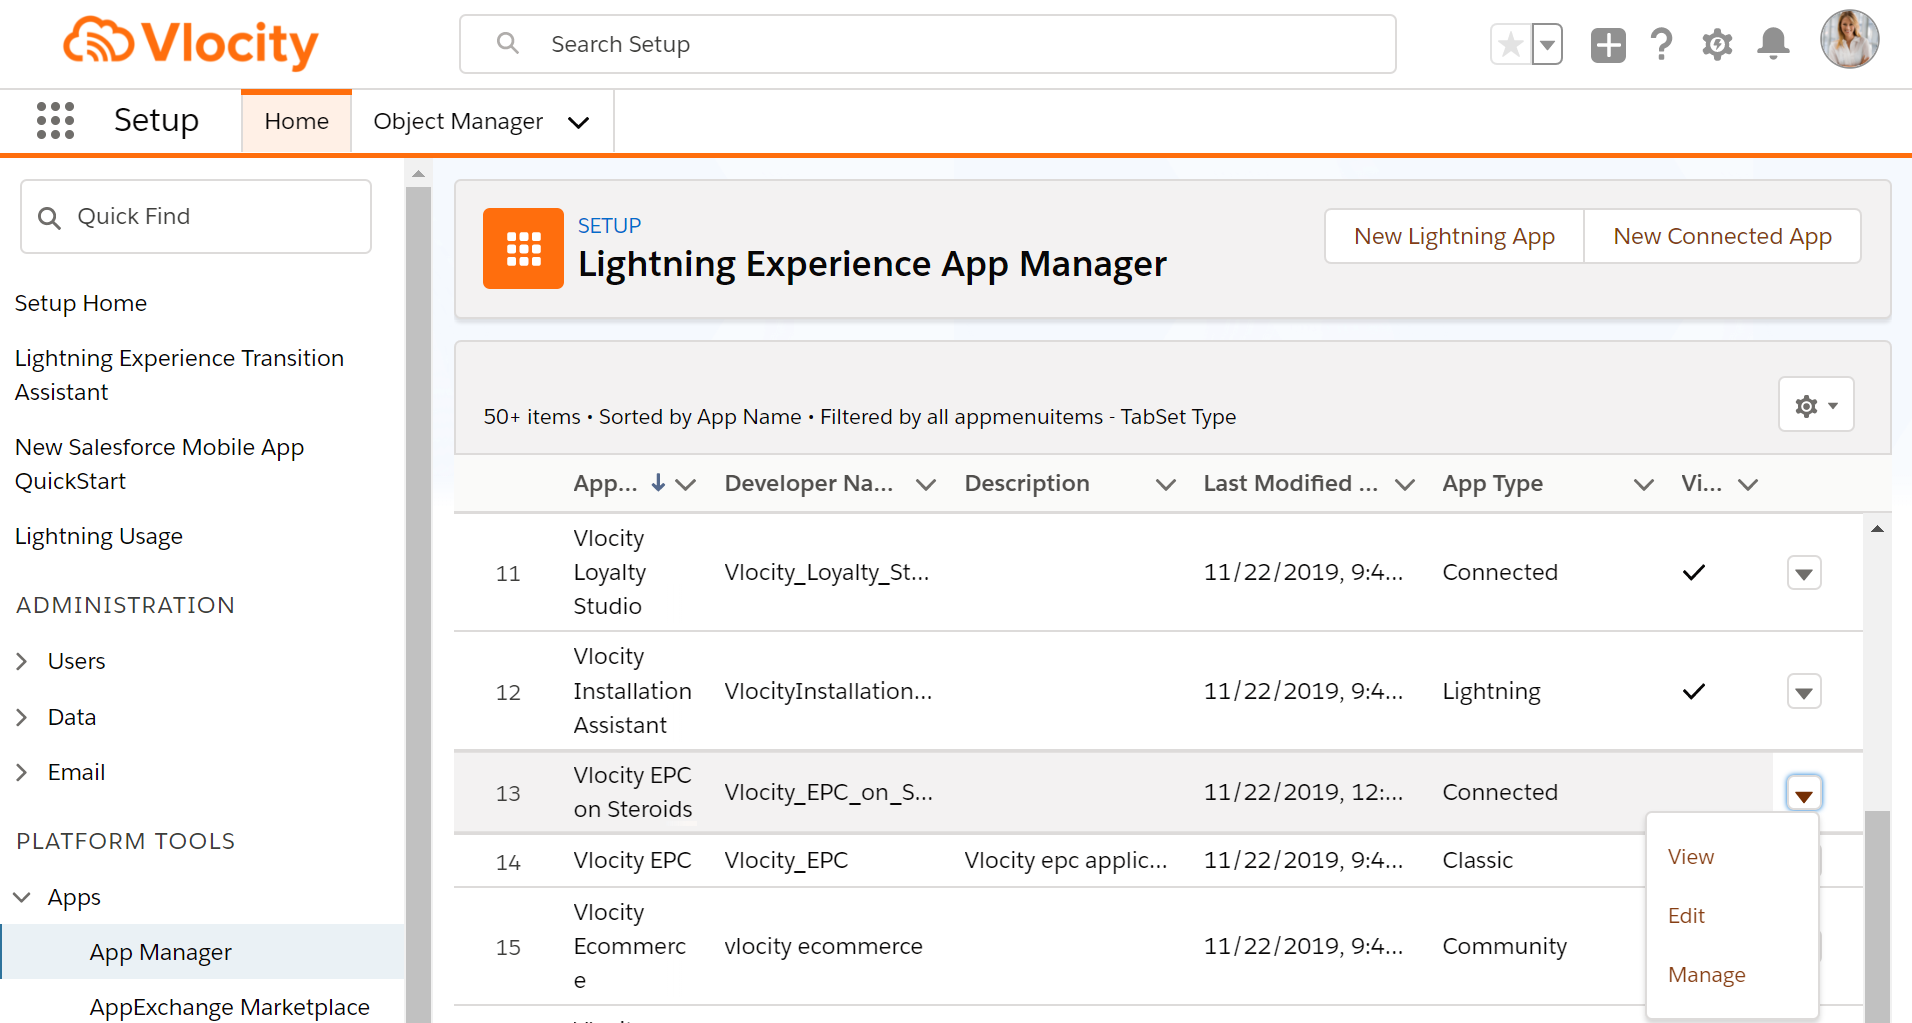 Vlocity
Search Setup
Setup
Home
Object Manager
Quick Find
Setup Home
Lightning Experience Transition
Assistant
New Salesforce Mobile App
QuickStart
Lightning Usage
ADMINISTRATION
Users
Data
Email
PLATFORM TOOLS
Apps
App Manager
AppExchange Marketplace
SETUP
Lightning Experience App Manager
New Lightning App
New Connected App
50+ items • Sorted by App Name • Filtered by all appmenuitems - TabSet Type
App... Developer Na... Description Last Modified ... App Type Vi...
11 Vlocity Loyalty Studio Vlocity_Loyalty_St... 11/22/2019, 9:4... Connected
12 Vlocity Installation Assistant VlocityInstallation... 11/22/2019, 9:4... Lightning
13 Vlocity EPC on Steroids Vlocity_EPC_on_S... 11/22/2019, 12:... Connected
14 Vlocity EPC Vlocity_EPC Vlocity epc applic... 11/22/2019, 9:4... Classic
15 Vlocity Ecommerc e vlocity ecommerce 11/22/2019, 9:4... Community
View
Edit
Manage